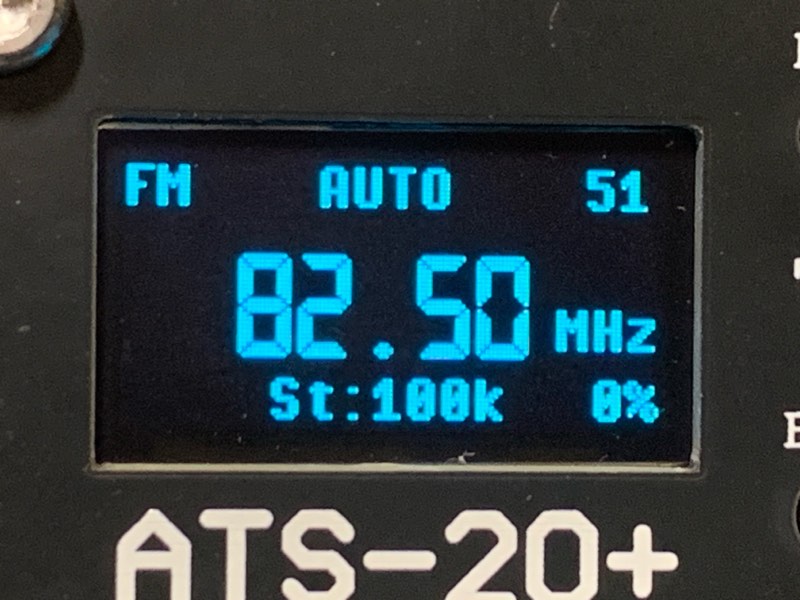 FM AUTO 51
82.50 MHz
St:100k 0%
ATS-20+